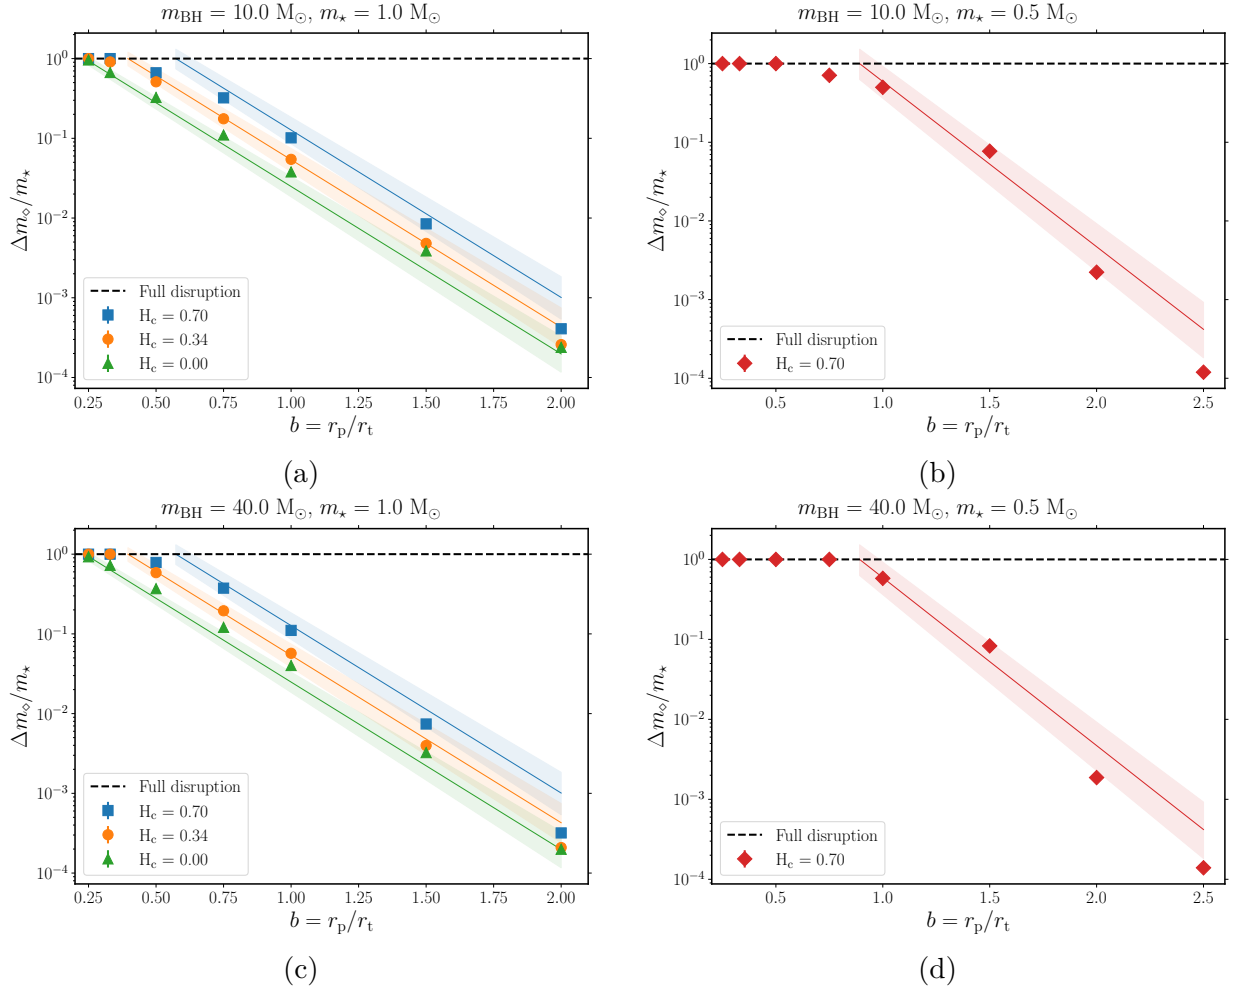 m_BH = 10.0 M_⊙, m_⋆ = 1.0 M_⊙
10^0
10^−1
10^−2
10^−3
10^−4
Δm_⋄/m_⋆
Full disruption
H_c = 0.70
H_c = 0.34
H_c = 0.00
0.25 0.50 0.75 1.00 1.25 1.50 1.75 2.00
b = r_p/r_t
(a)
m_BH = 10.0 M_⊙, m_⋆ = 0.5 M_⊙
10^0
10^−1
10^−2
10^−3
10^−4
Δm_⋄/m_⋆
Full disruption
H_c = 0.70
0.5 1.0 1.5 2.0 2.5
b = r_p/r_t
(b)
m_BH = 40.0 M_⊙, m_⋆ = 1.0 M_⊙
10^0
10^−1
10^−2
10^−3
10^−4
Δm_⋄/m_⋆
Full disruption
H_c = 0.70
H_c = 0.34
H_c = 0.00
0.25 0.50 0.75 1.00 1.25 1.50 1.75 2.00
b = r_p/r_t
(c)
m_BH = 40.0 M_⊙, m_⋆ = 0.5 M_⊙
10^0
10^−1
10^−2
10^−3
10^−4
Δm_⋄/m_⋆
Full disruption
H_c = 0.70
0.5 1.0 1.5 2.0 2.5
b = r_p/r_t
(d)